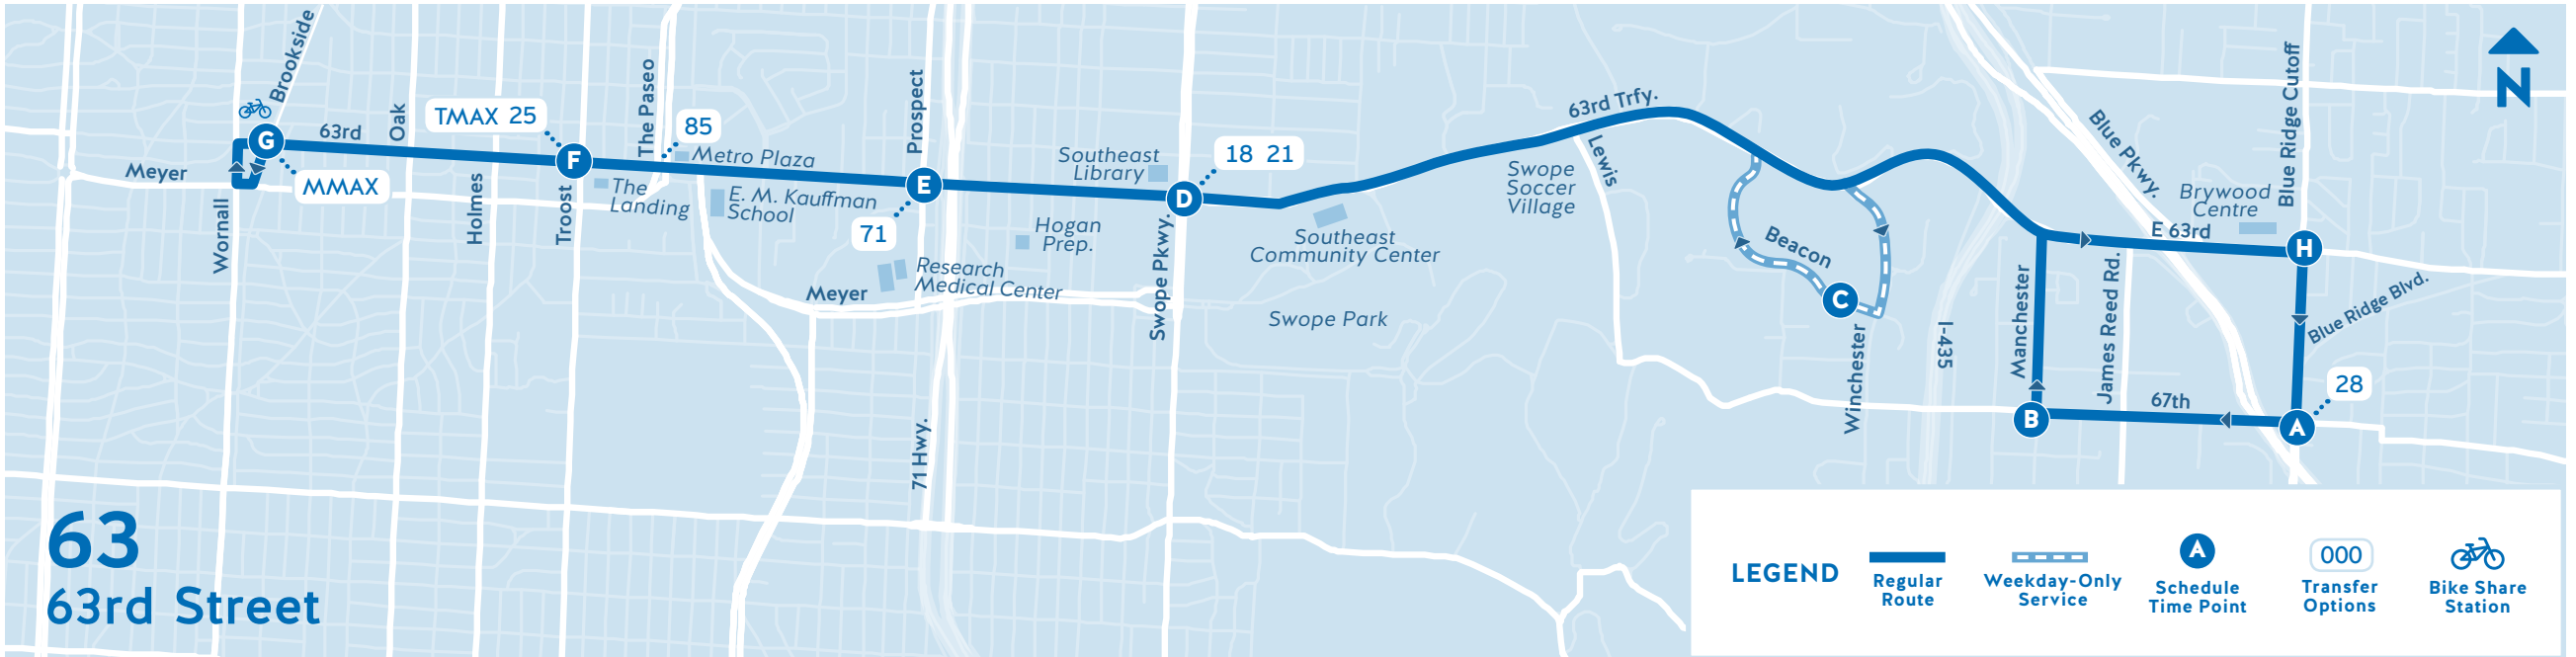 Brookside
G
63rd
Oak
TMAX 25
F
The Paseo
85
Metro Plaza
Prospect
E
Southeast
Library
18 21
D
63rd Trfy.
Lewis
Swope
Soccer
Village
Blue Pkwy.
Brywood
Centre
Blue Ridge Cutoff
N
Meyer
MMAX
Wornall
Holmes
Troost
The
Landing
E. M. Kauffman
School
71
Hogan
Prep.
Research
Medical Center
Meyer
Swope Pkwy.
Southeast
Community Center
Swope Park
Beacon
C
Winchester
I-435
Manchester
James Reed Rd.
E 63rd
H
Blue Ridge Blvd.
28
67th
B
A
71 Hwy.
63
63rd Street
LEGEND
Regular
Route
Weekday-Only
Service
A
Schedule
Time Point
000
Transfer
Options
Bike Share
Station